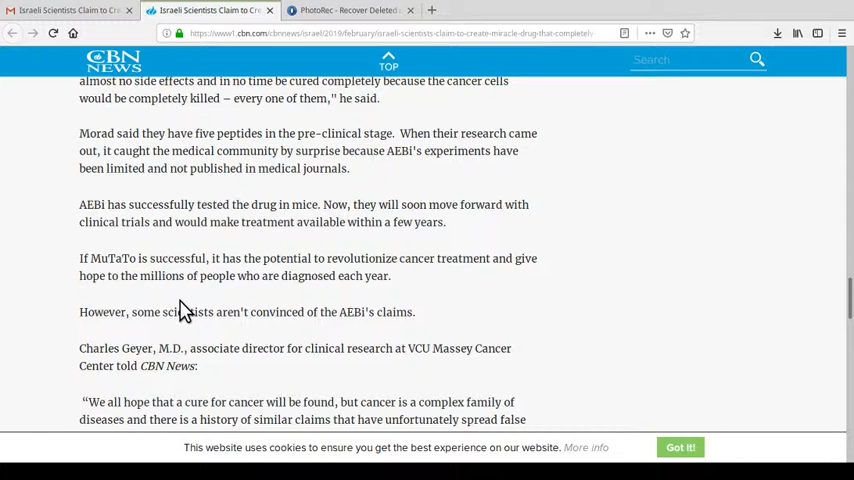 Israeli Scientists Claim to Cre
Israeli Scientists Claim to Cre
PhotoRec - Recover Deleted
https://www1.cbn.com/cbnnews/israel/2019/february/israeli-scientists-claim-to-create-miracle-drug-that-completely-
CBN
NEWS
TOP
Search
almost no side effects and in no time be cured completely because the cancer cells
would be completely killed – every one of them," he said.
Morad said they have five peptides in the pre-clinical stage. When their research came
out, it caught the medical community by surprise because AEBi's experiments have
been limited and not published in medical journals.
AEBi has successfully tested the drug in mice. Now, they will soon move forward with
clinical trials and would make treatment available within a few years.
If MuTaTo is successful, it has the potential to revolutionize cancer treatment and give
hope to the millions of people who are diagnosed each year.
However, some scientists aren't convinced of the AEBi's claims.
Charles Geyer, M.D., associate director for clinical research at VCU Massey Cancer
Center told CBN News:
“We all hope that a cure for cancer will be found, but cancer is a complex family of
diseases and there is a history of similar claims that have unfortunately spread false
This website uses cookies to ensure you get the best experience on our website. More info
Got It!